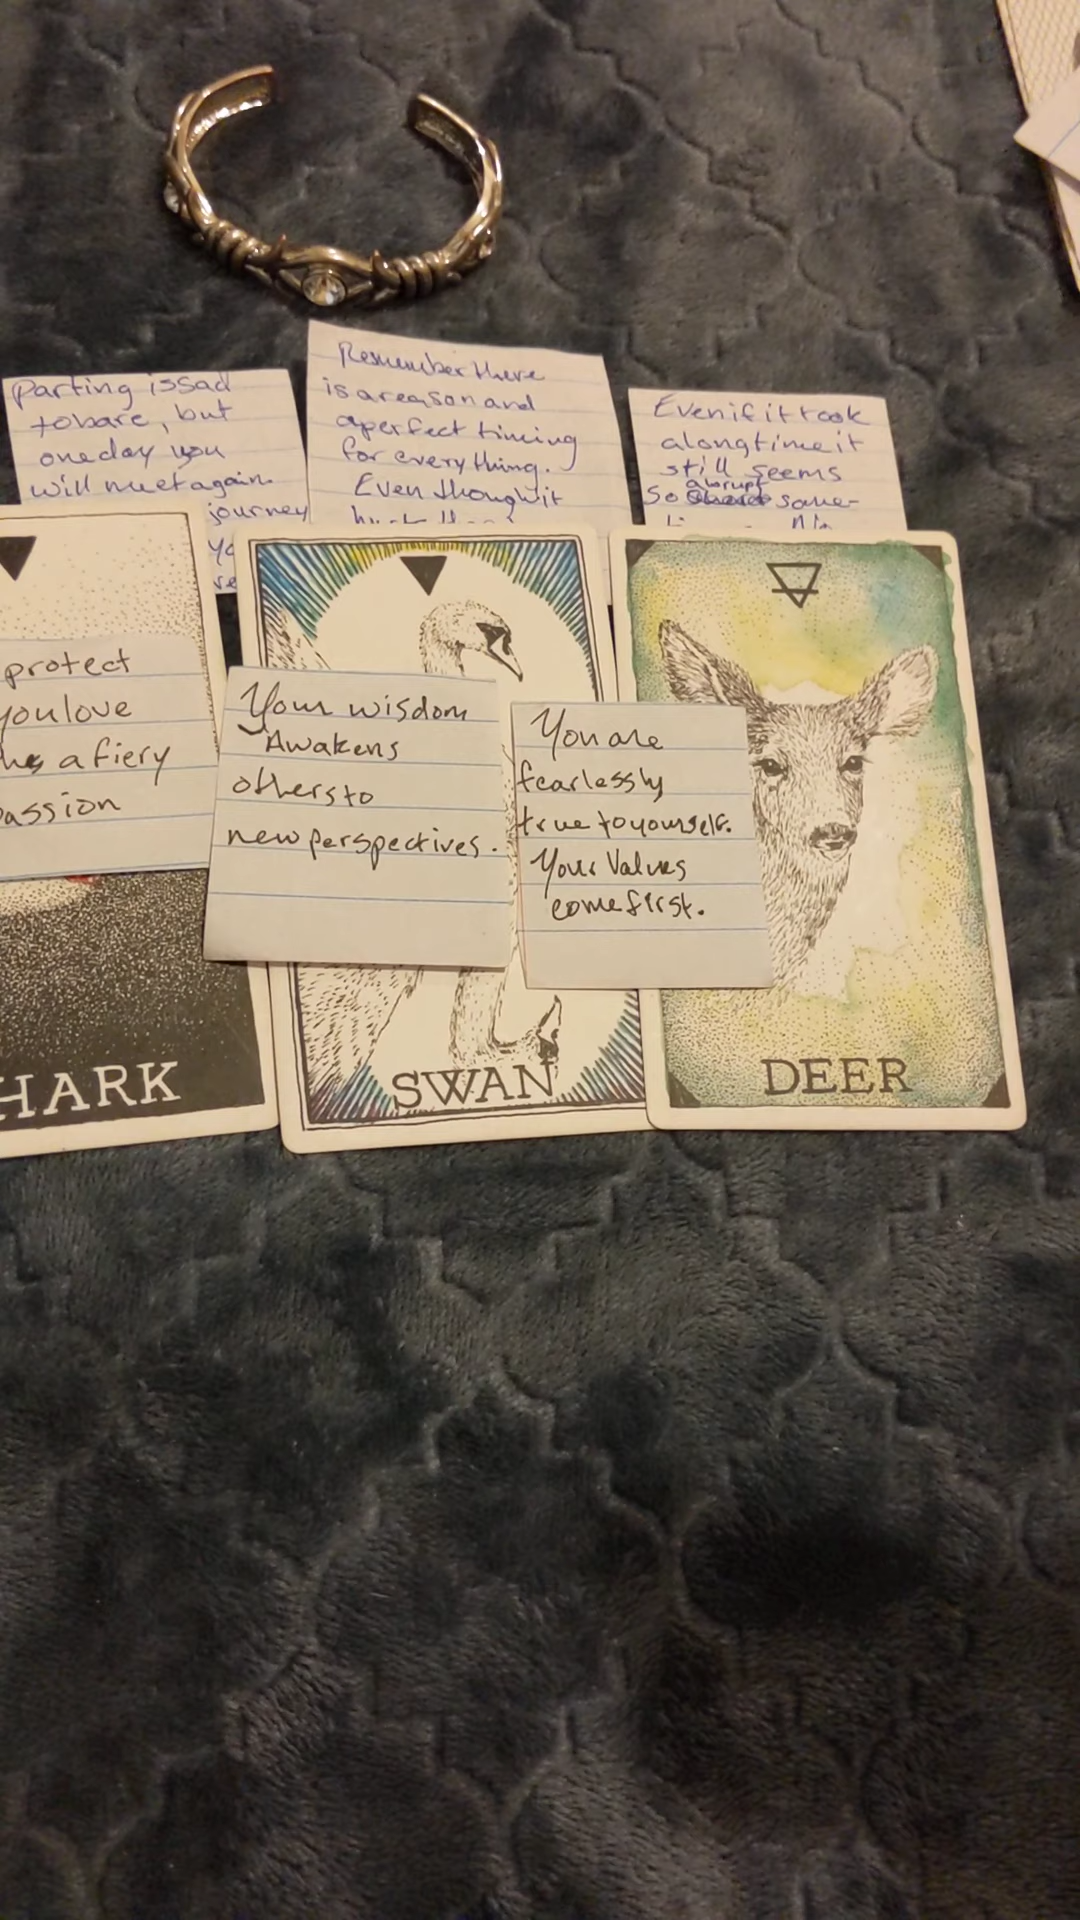 parting is sad
to bare, but
one day you
will meet again.
journey
Remember there
is a reason and
a perfect timing
for everything.
Even though it
Even if it took
a long time it
still seems
abrupt
so some-
protect
you love
a fiery
passion
Your wisdom
Awakens
others to
new perspectives.
You are
fearlessly
true to yourself.
Your Values
come first.
HARK
SWAN
DEER